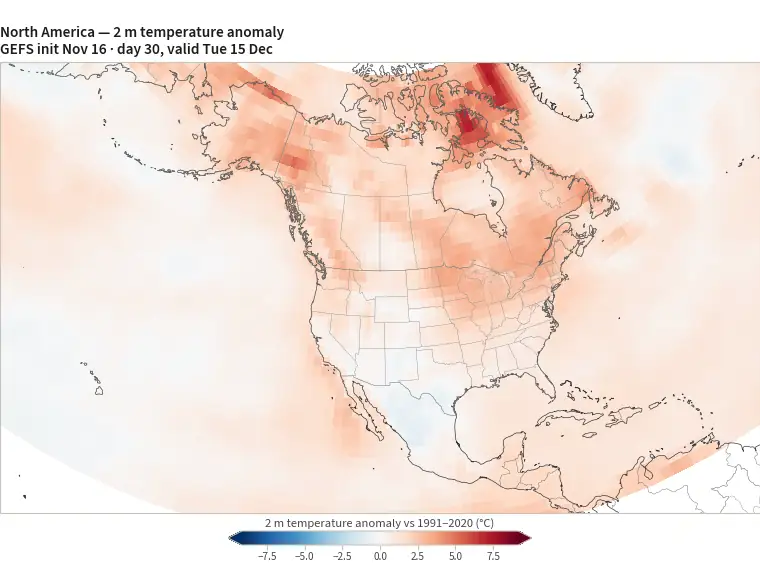 North America — 2 m temperature anomaly
GEFS init Nov 16 · day 30, valid Tue 15 Dec
2 m temperature anomaly vs 1991–2020 (°C)
−7.5 −5.0 −2.5 0.0 2.5 5.0 7.5